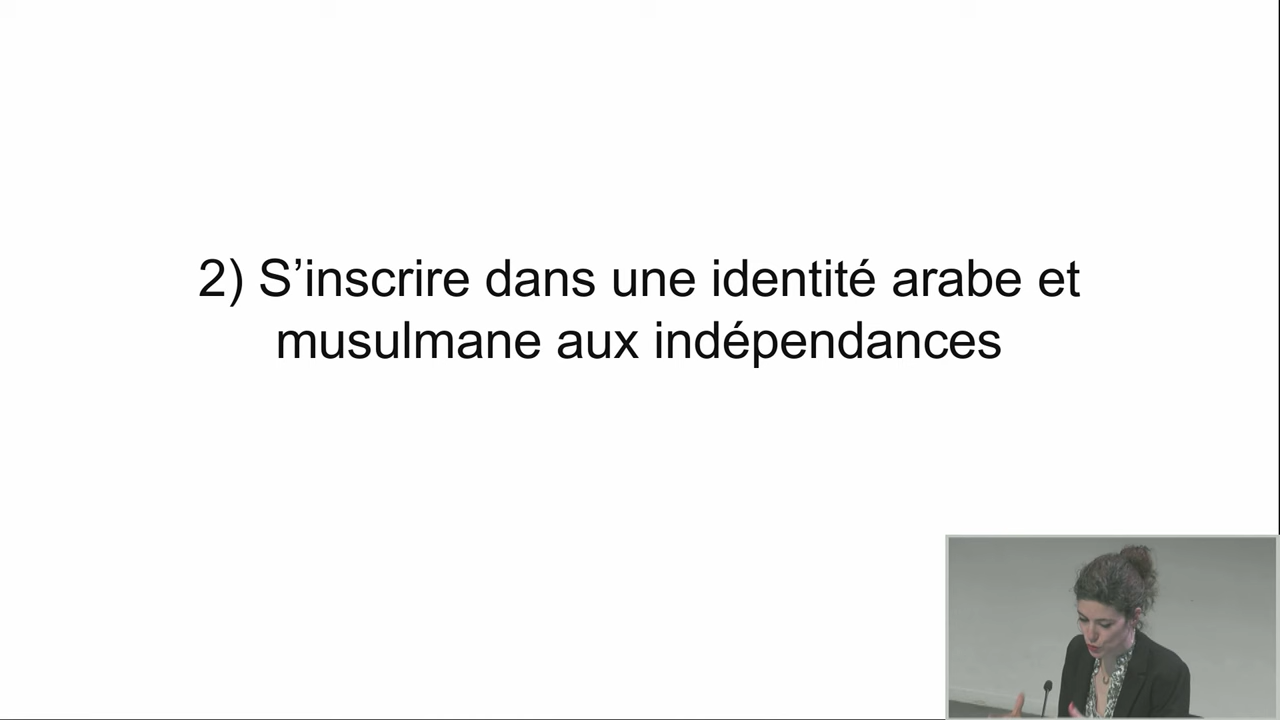 2) S’inscrire dans une identité arabe et
musulmane aux indépendances